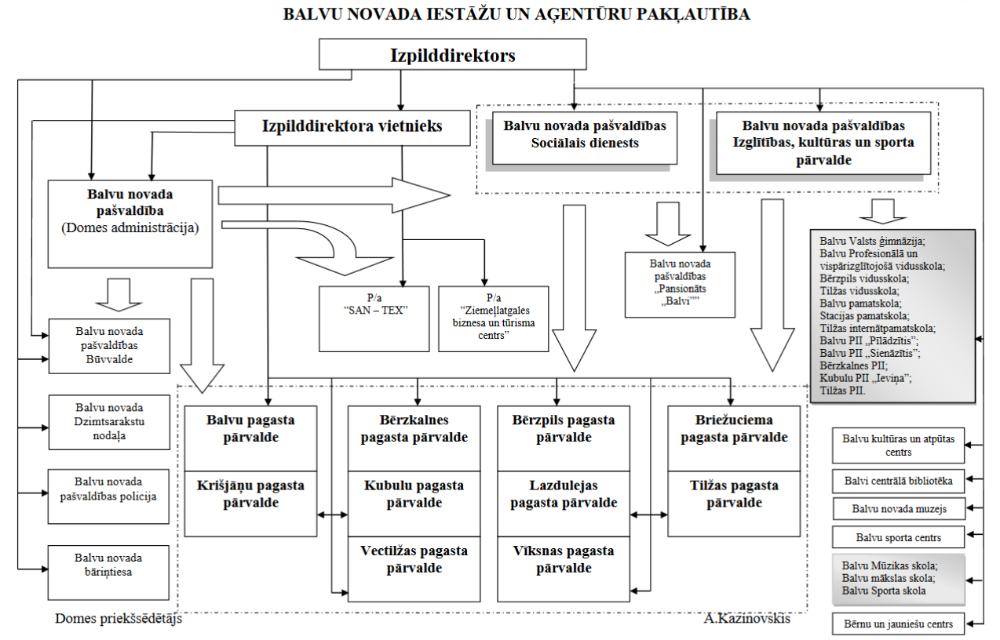 BALVU NOVADA IESTĀŽU UN AĢENTŪRU PAKĻAUTĪBA
Izpilddirektors
Izpilddirektora vietnieks
Balvu novada pašvaldības
Sociālais dienests
Balvu novada pašvaldības
Izglītības, kultūras un sporta
pārvalde
Balvu novada
pašvaldība
(Domes administrācija)
P/a
“SAN – TEX”
P/a
“Ziemeļlatgales
biznesa un tūrisma
centrs”
Balvu novada
pašvaldības
„Pansionāts
„Balvi””
Balvu Valsts ģimnāzija;
Balvu Profesionālā un
vispārizglītojošā vidusskola;
Bērzpils vidusskola;
Tilžas vidusskola;
Balvu pamatskola;
Stacijas pamatskola;
Tilžas internātpamatskola;
Balvu PII „Pīlādzītis”;
Balvu PII „Sienāzītis”;
Bērzkalnes PII;
Kubulu PII „Ieviņa”;
Tilžas PII.
Balvu novada
pašvaldības
Būvvalde
Balvu novada
Dzimtsarakstu
nodaļa
Balvu novada
pašvaldības policija
Balvu novada
bāriņtiesa
Balvu pagasta
pārvalde
Bērzkalnes
pagasta pārvalde
Bērzpils pagasta
pārvalde
Briežuciema
pagasta pārvalde
Krišjāņu pagasta
pārvalde
Kubulu pagasta
pārvalde
Lazdulejas
pagasta pārvalde
Tilžas pagasta
pārvalde
Vectilžas pagasta
pārvalde
Vīksnas pagasta
pārvalde
Balvu kultūras un atpūtas
centrs
Balvi centrālā bibliotēka
Balvu novada muzejs
Balvu sporta centrs
Balvu Mūzikas skola;
Balvu mākslas skola;
Balvu Sporta skola
Bērnu un jauniešu centrs
Domes priekšsēdētājs
A.Kazinovskis